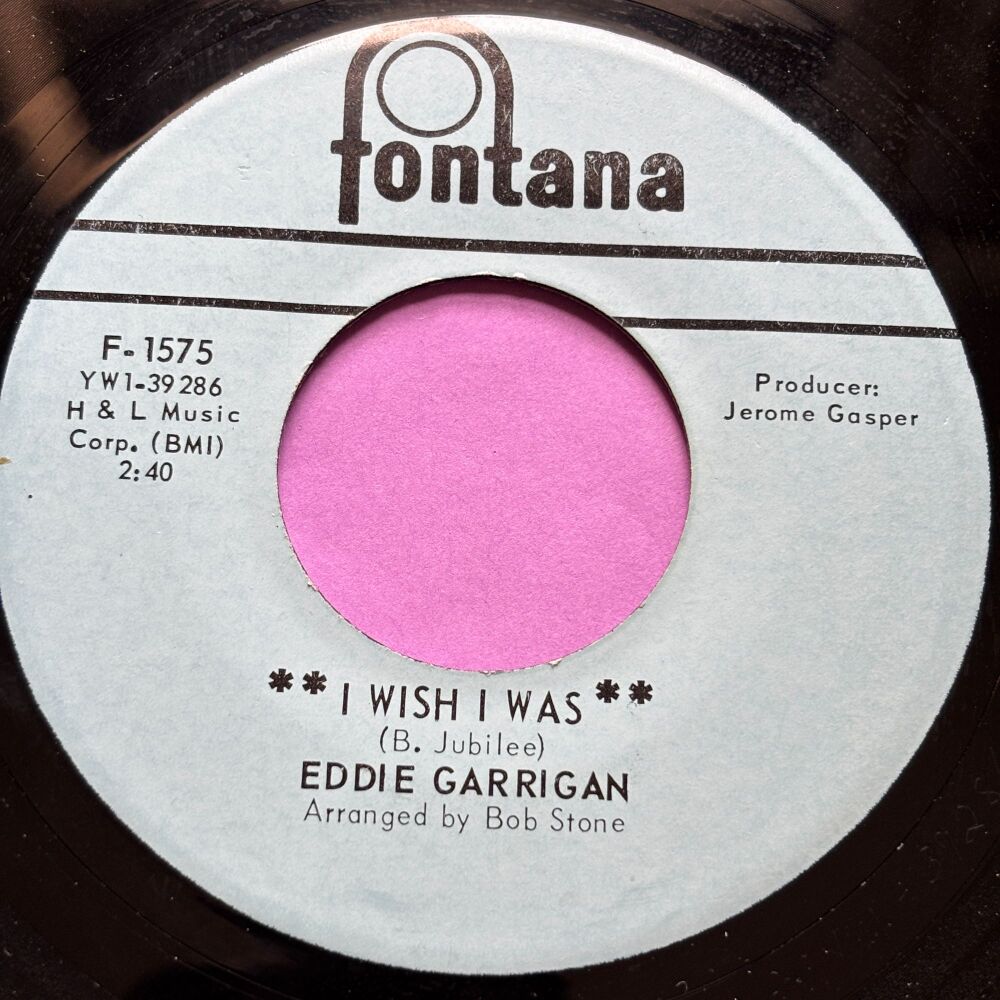 fontana
F-1575
YW1-39286
H & L Music
Corp. (BMI)
2:40
Producer:
Jerome Gasper
** I WISH I WAS **
(B. Jubilee)
EDDIE GARRIGAN
Arranged by Bob Stone